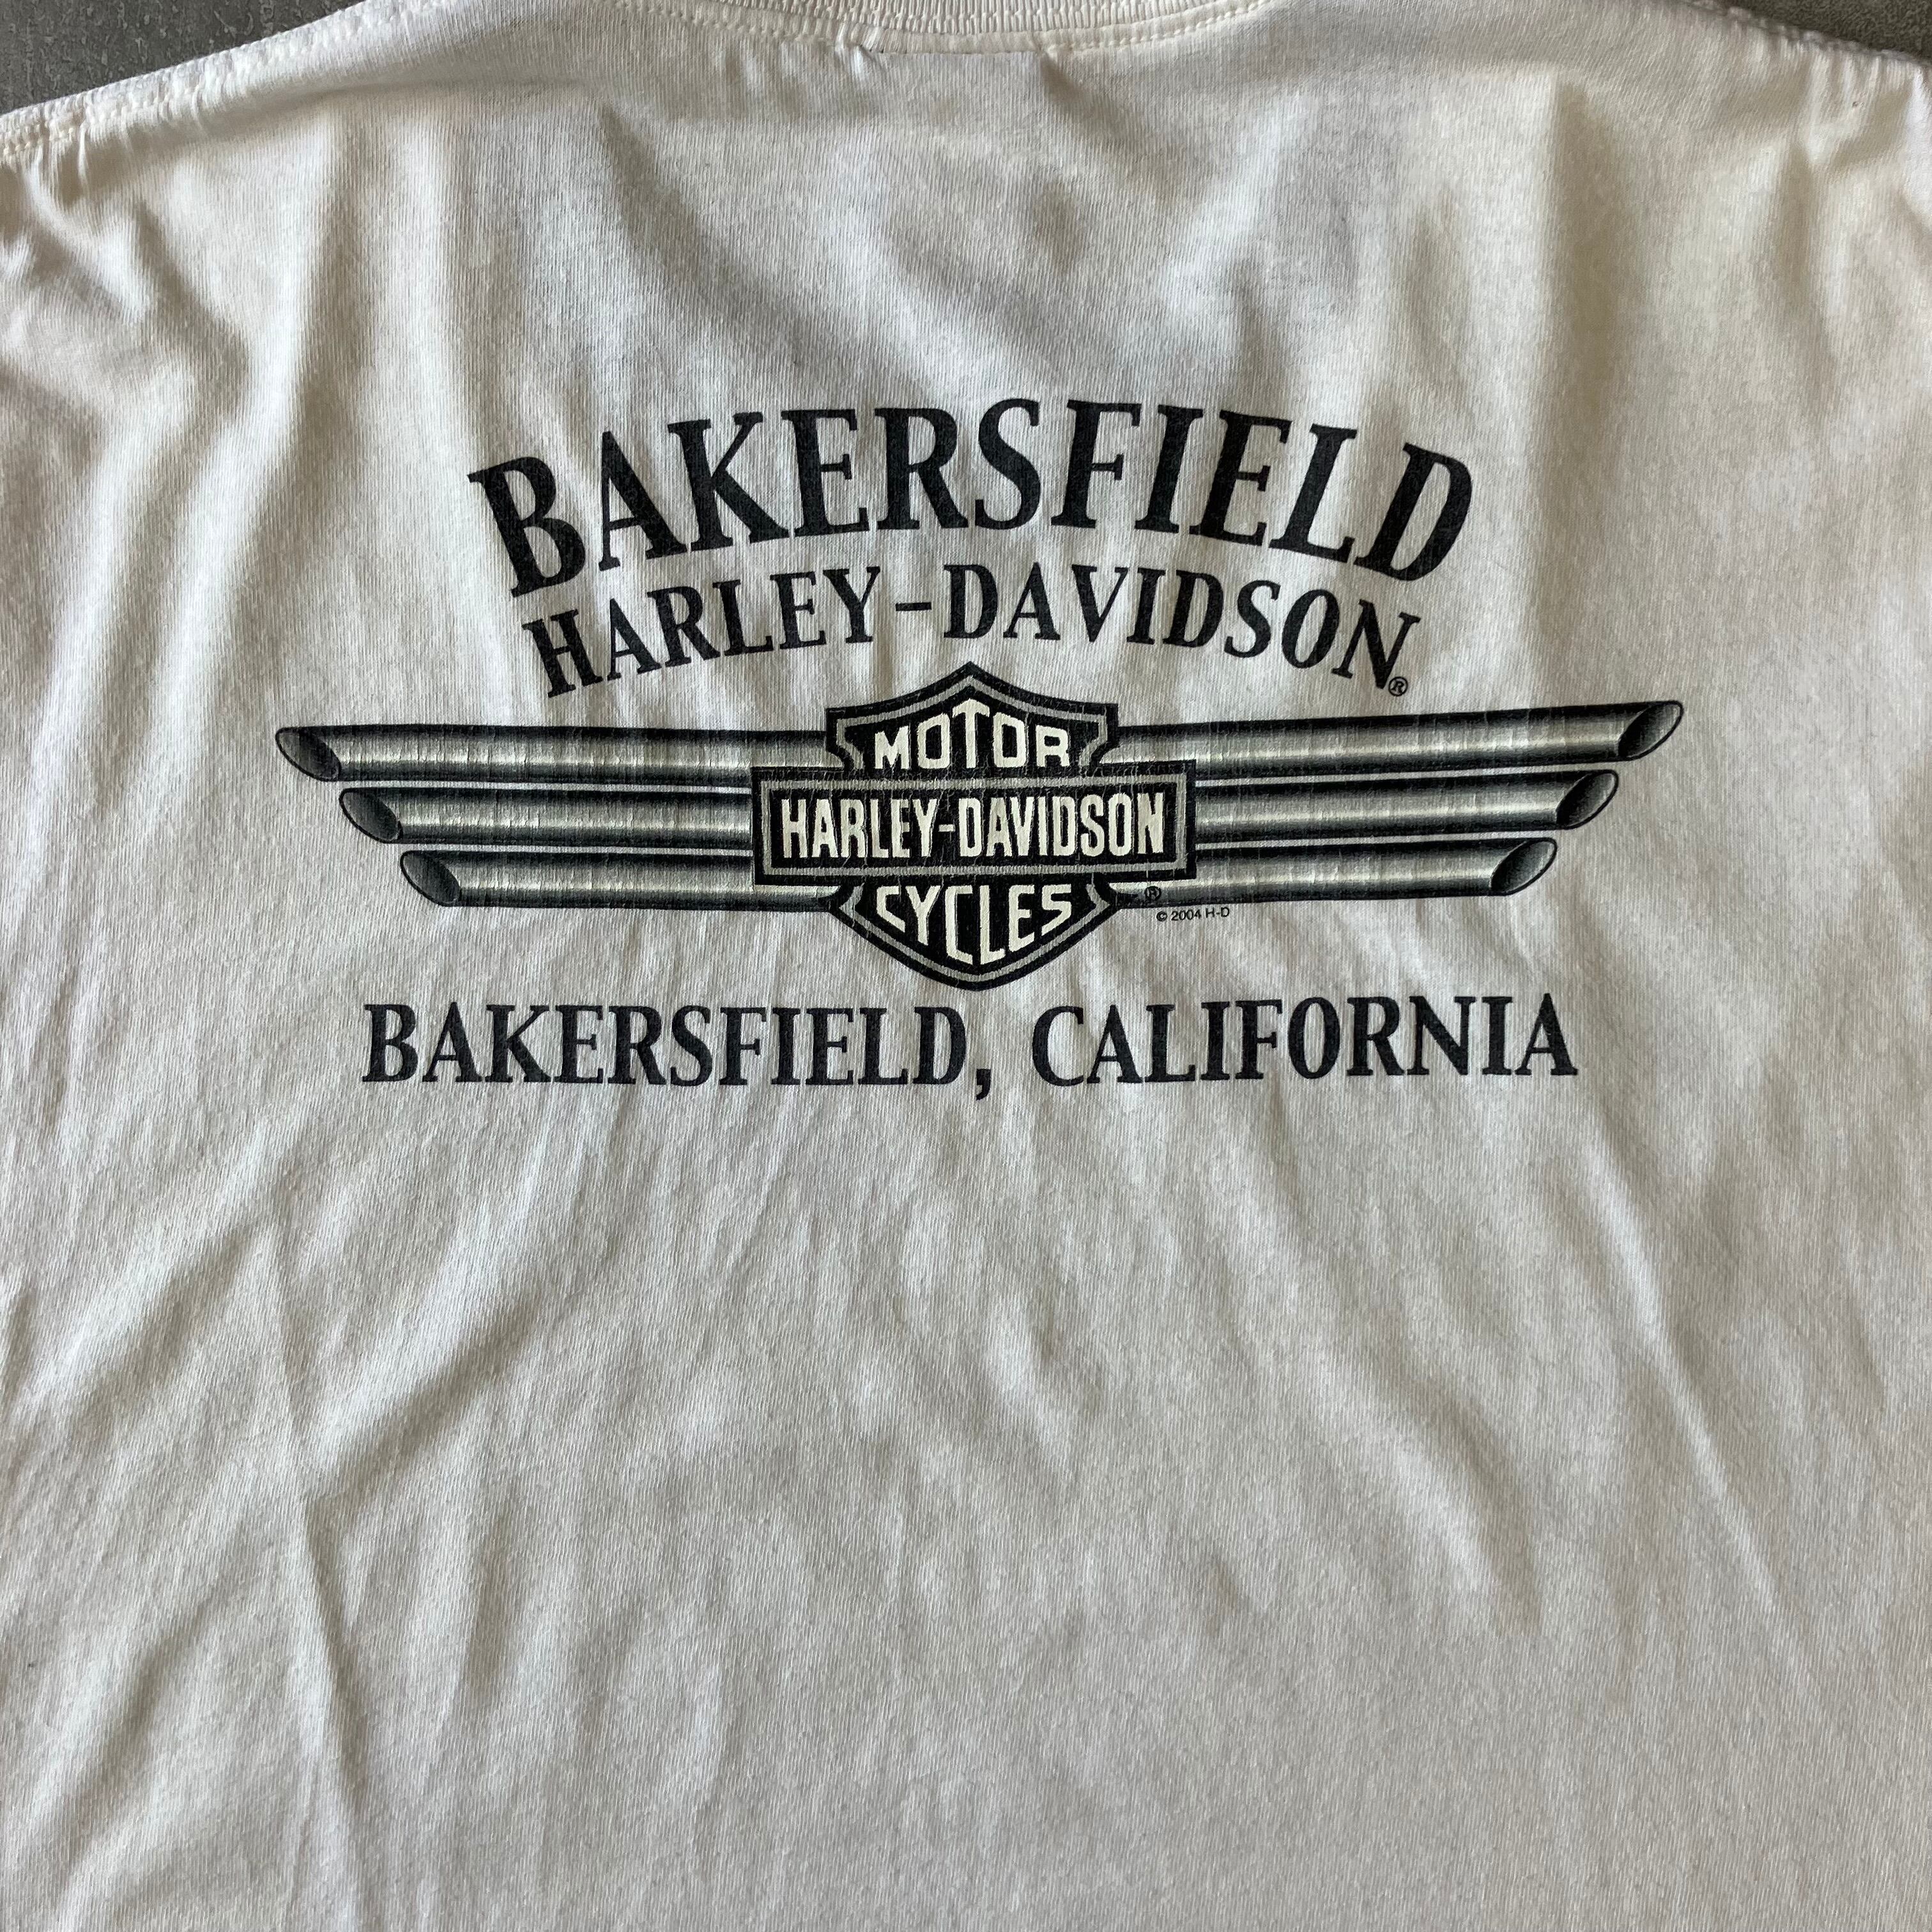 BAKERSFIELD
HARLEY-DAVIDSON®
MOTOR
HARLEY-DAVIDSON
CYCLES ®
© 2004 H-D
BAKERSFIELD, CALIFORNIA